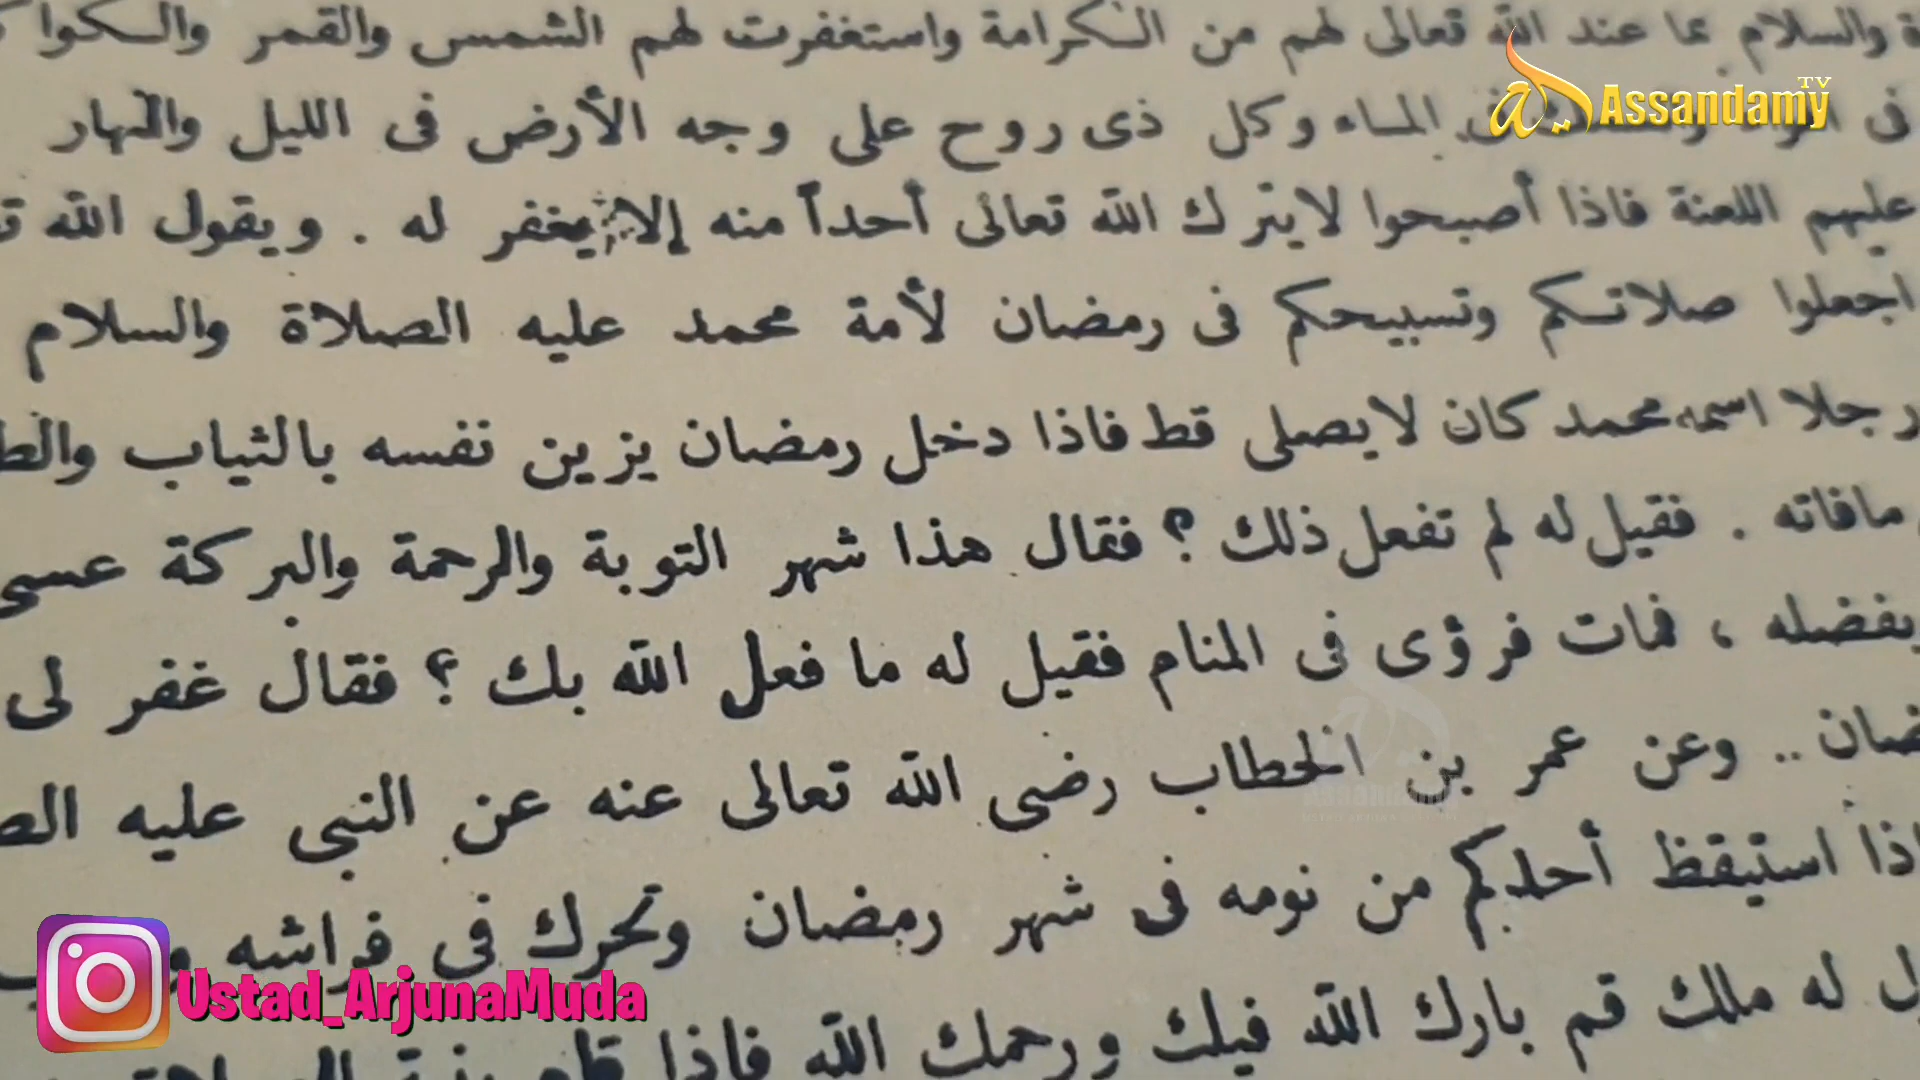 والسلام بما عند الله تعالى لهم من الكرامة واستغفرت لهم الشمس والقمر والكوا
فى الماء وكل ذى روح على وجه الأرض فى الليل والنهار
عليهم اللعنة فاذا أصبحوا لايترك الله تعالى أحداً منه إلا يغفر له . ويقول الله
اجعلوا صلاتكم وتسبيحكم فى رمضان لأمة محمد عليه الصلاة والسلام
رجلا اسمه محمد كان لايصلى قط فاذا دخل رمضان يزين نفسه بالثياب
مافاته . فقيل له لم تفعل ذلك ؟ فقال هذا شهر التوبة والرحمة والبركة عسى
بفضله ، فمات فرؤى فى المنام فقيل له ما فعل الله بك ؟ فقال غفر لى
وعن عمر بن الخطاب رضى الله تعالى عنه عن النبى عليه
اذا استيقظ أحدكم من نومه فى شهر رمضان وتحرك فى فراشه
له ملك قم بارك الله فيك ورحمك الله فاذا
Assandamy TV
Ustad_ArjunaMuda